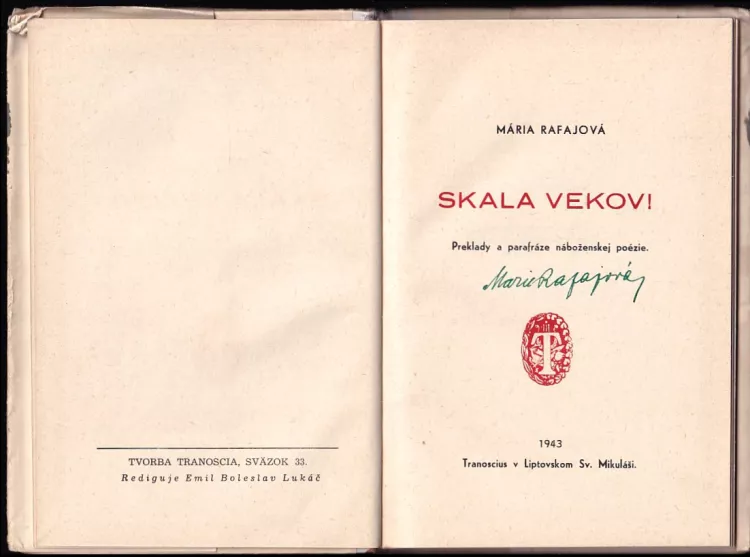 TVORBA TRANOSCIA, SVÄZOK 33.
Rediguje Emil Boleslav Lukáč
MÁRIA RAFAJOVÁ
SKALA VEKOV!
Preklady a parafráze náboženskej poézie.
Marie Rafajová
T
1943
Tranoscius v Liptovskom Sv. Mikuláši.